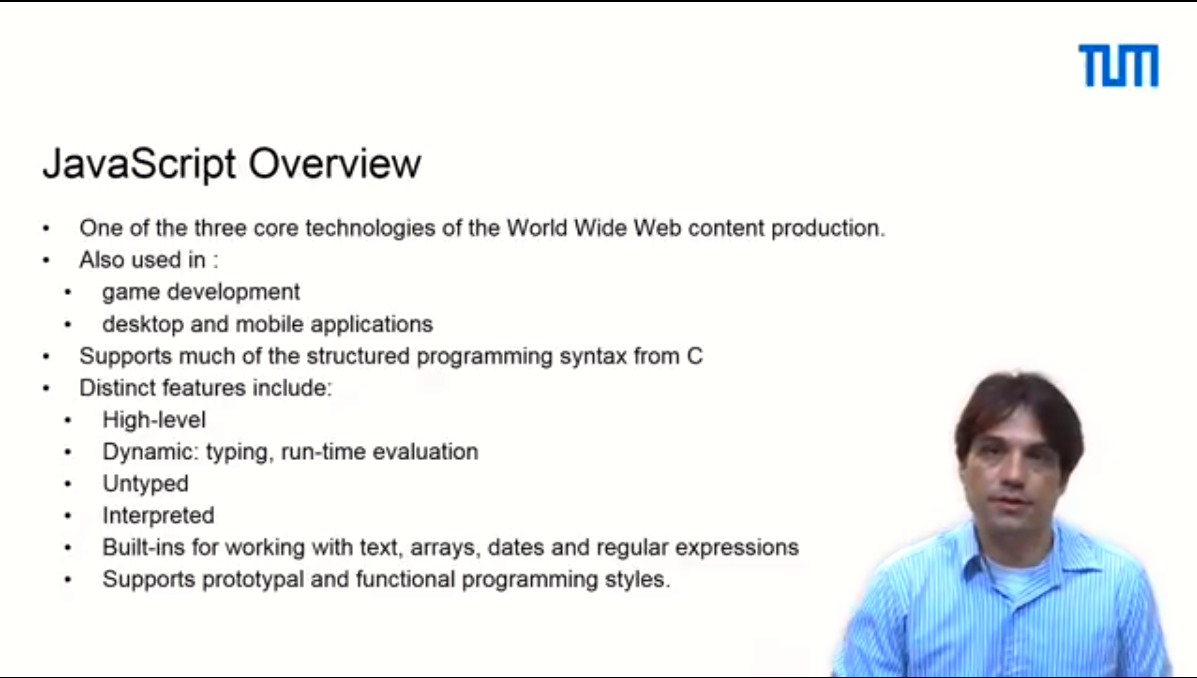 TUM
JavaScript Overview
• One of the three core technologies of the World Wide Web content production.
• Also used in :
• game development
• desktop and mobile applications
• Supports much of the structured programming syntax from C
• Distinct features include:
• High-level
• Dynamic: typing, run-time evaluation
• Untyped
• Interpreted
• Built-ins for working with text, arrays, dates and regular expressions
• Supports prototypal and functional programming styles.